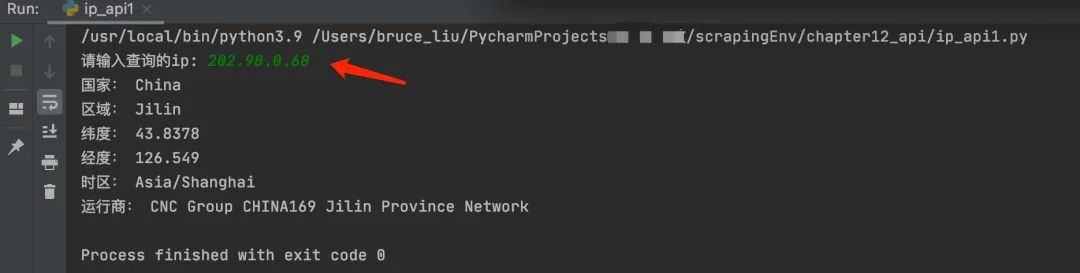 Run: ip_api1
/usr/local/bin/python3.9 /Users/bruce_liu/PycharmProjects /scrapingEnv/chapter12_api/ip_api1.py
请输入查询的ip: 202.98.0.68
国家： China
区域： Jilin
纬度： 43.8378
经度： 126.549
时区： Asia/Shanghai
运行商： CNC Group CHINA169 Jilin Province Network
Process finished with exit code 0